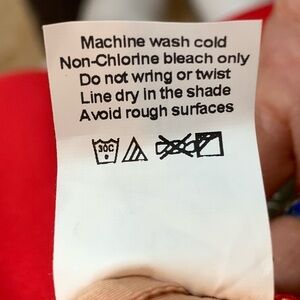 Machine wash cold
Non-Chlorine bleach only
Do not wring or twist
Line dry in the shade
Avoid rough surfaces
30C